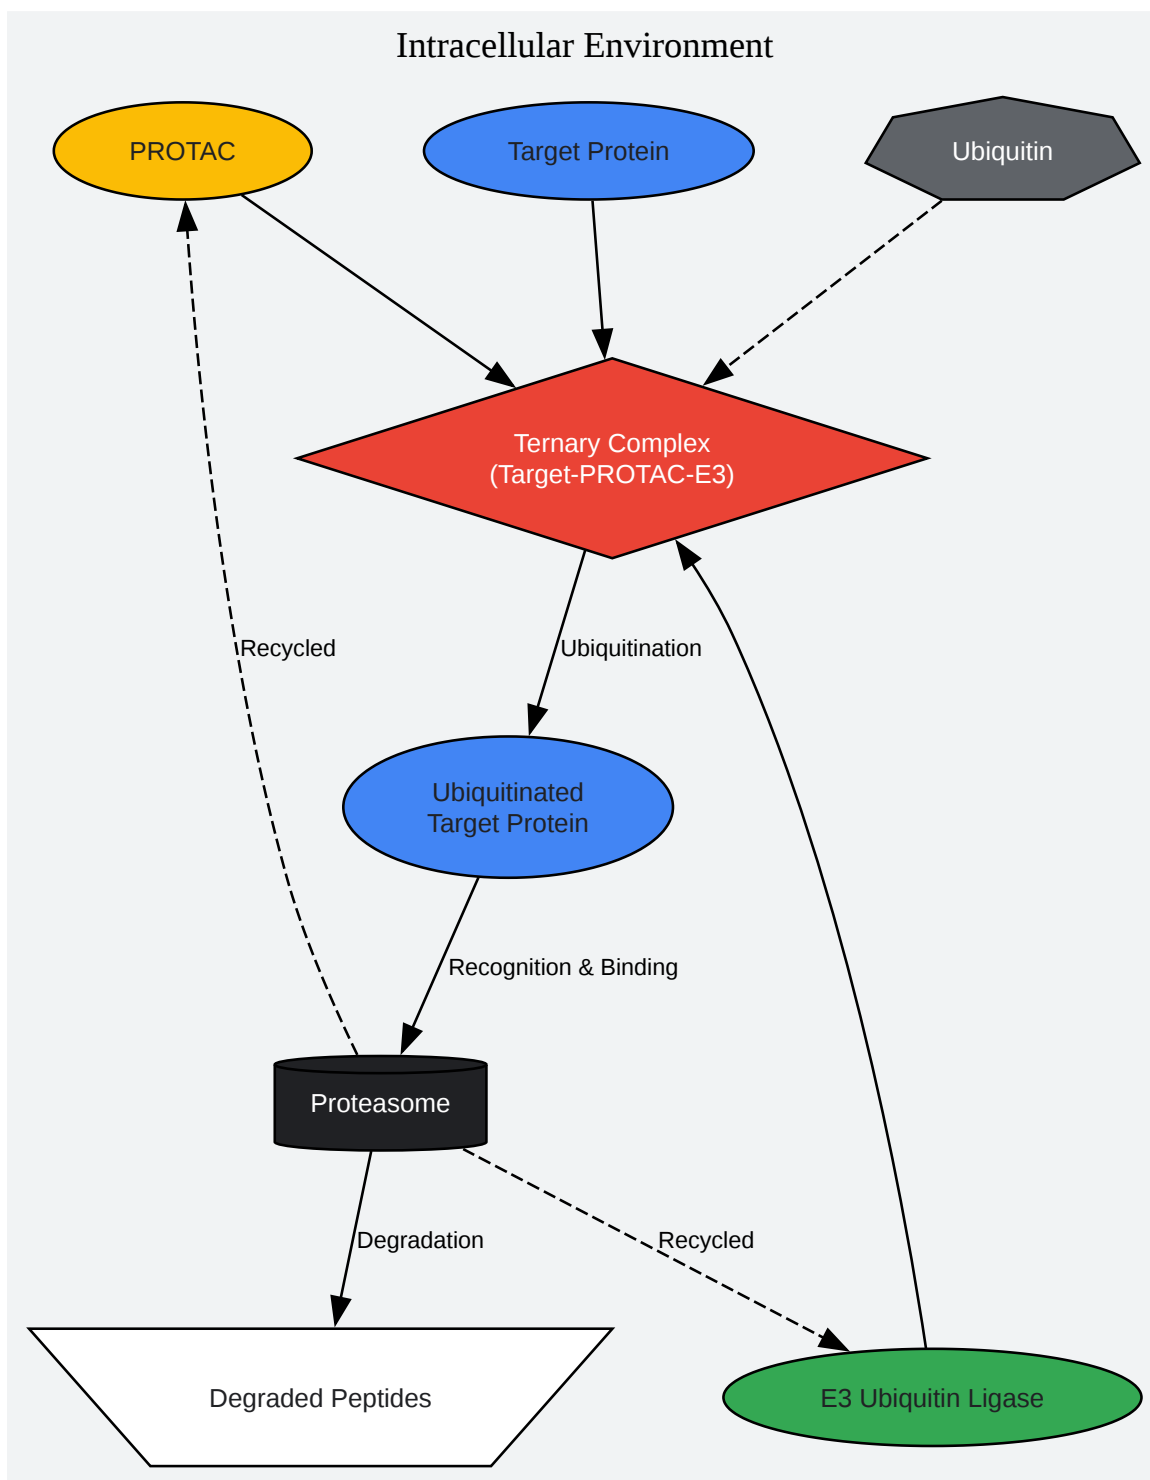 Intracellular Environment
PROTAC
Target Protein
Ubiquitin
Ternary Complex
(Target-PROTAC-E3)
Recycled
Ubiquitination
Ubiquitinated
Target Protein
Recognition & Binding
Proteasome
Degradation
Recycled
Degraded Peptides
E3 Ubiquitin Ligase